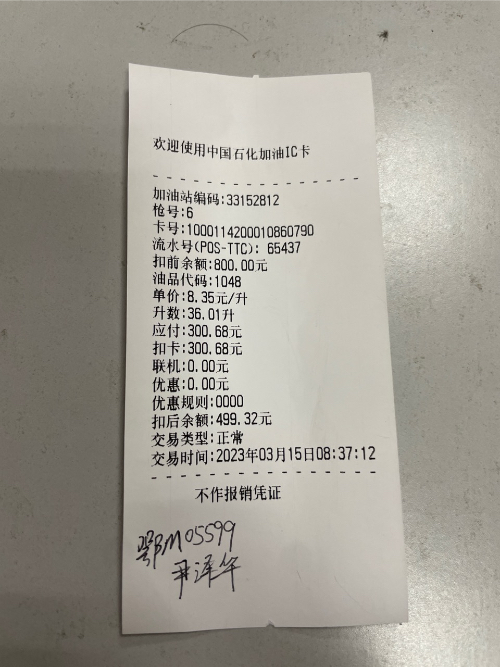 欢迎使用中国石化加油IC卡
加油站编码:33152812
枪号:6
卡号:1000114200010860790
流水号(POS-TTC): 65437
扣前余额:800.00元
油品代码:1048
单价:8.35元/升
升数:36.01升
应付:300.68元
扣卡:300.68元
联机:0.00元
优惠:0.00元
优惠规则:0000
扣后余额:499.32元
交易类型:正常
交易时间:2023年03月15日08:37:12
不作报销凭证
鄂M05599
尹泽午